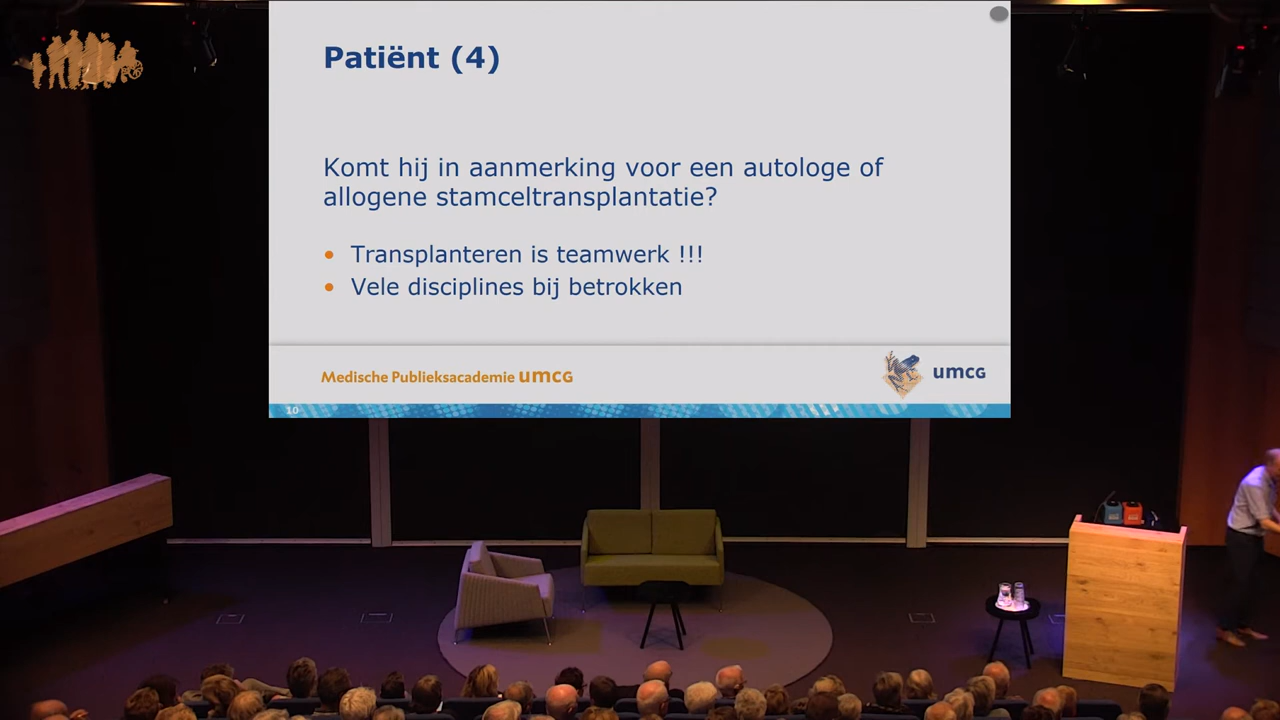 Patiënt (4)
Komt hij in aanmerking voor een autologe of
allogene stamceltransplantatie?
• Transplanteren is teamwerk !!!
• Vele disciplines bij betrokken
Medische Publieksacademie umcg
umcg
10